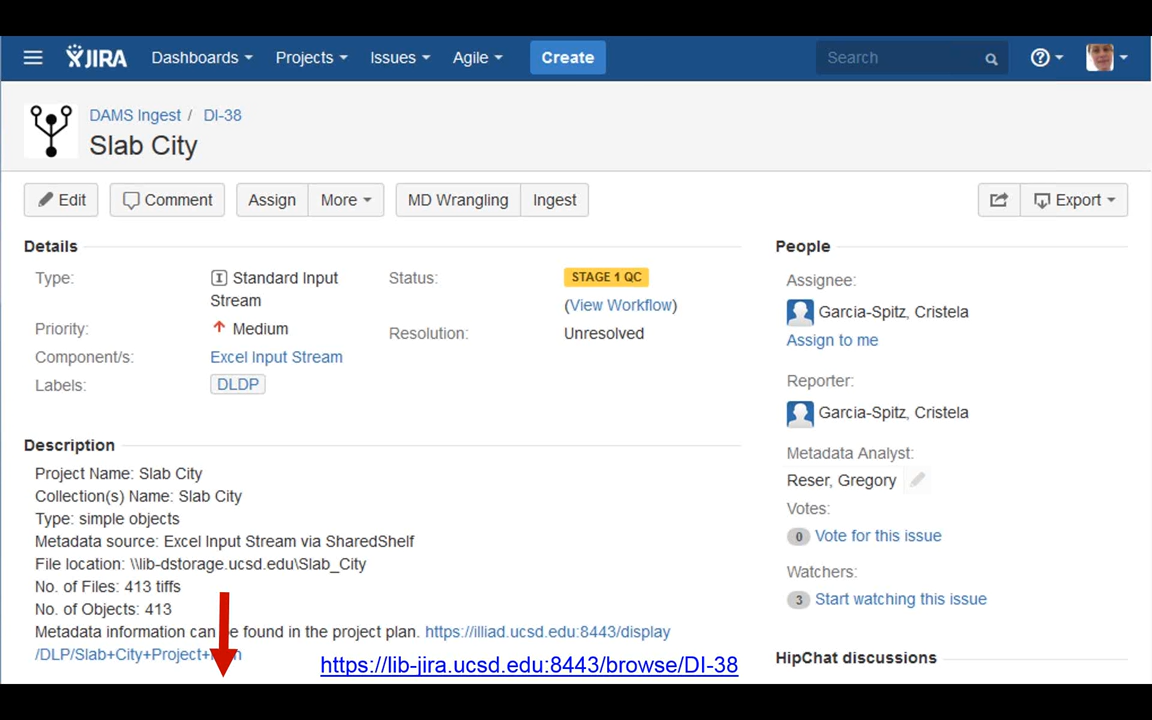 JIRA Dashboards Projects Issues Agile Create Search
DAMS Ingest / DI-38
Slab City
Edit Comment Assign More MD Wrangling Ingest Export
Details
Type: Standard Input Stream
Priority: Medium
Component/s: Excel Input Stream
Labels: DLDP
Status: STAGE 1 QC
(View Workflow)
Resolution: Unresolved
Description
Project Name: Slab City
Collection(s) Name: Slab City
Type: simple objects
Metadata source: Excel Input Stream via SharedShelf
File location: \\lib-dstorage.ucsd.edu\Slab_City
No. of Files: 413 tiffs
No. of Objects: 413
Metadata information can be found in the project plan. https://illiad.ucsd.edu:8443/display
/DLP/Slab+City+Project+
https://lib-jira.ucsd.edu:8443/browse/DI-38
People
Assignee:
Garcia-Spitz, Cristela
Assign to me
Reporter:
Garcia-Spitz, Cristela
Metadata Analyst:
Reser, Gregory
Votes:
0 Vote for this issue
Watchers:
3 Start watching this issue
HipChat discussions